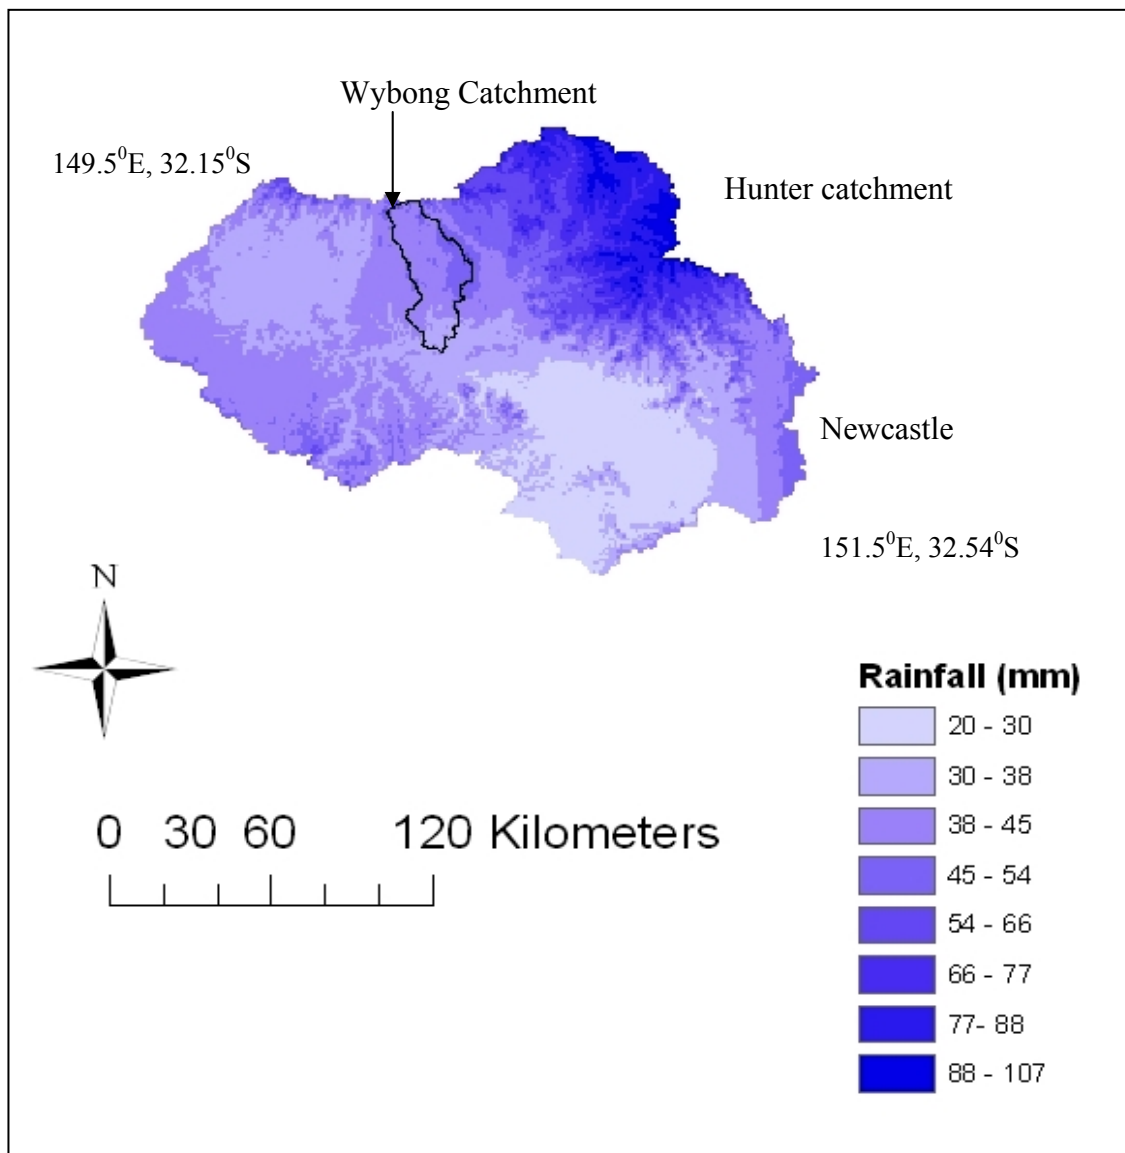 Wybong Catchment
149.5⁰E, 32.15⁰S
Hunter catchment
Newcastle
151.5⁰E, 32.54⁰S
N
0 30 60 120 Kilometers
Rainfall (mm)
20 - 30
30 - 38
38 - 45
45 - 54
54 - 66
66 - 77
77- 88
88 - 107